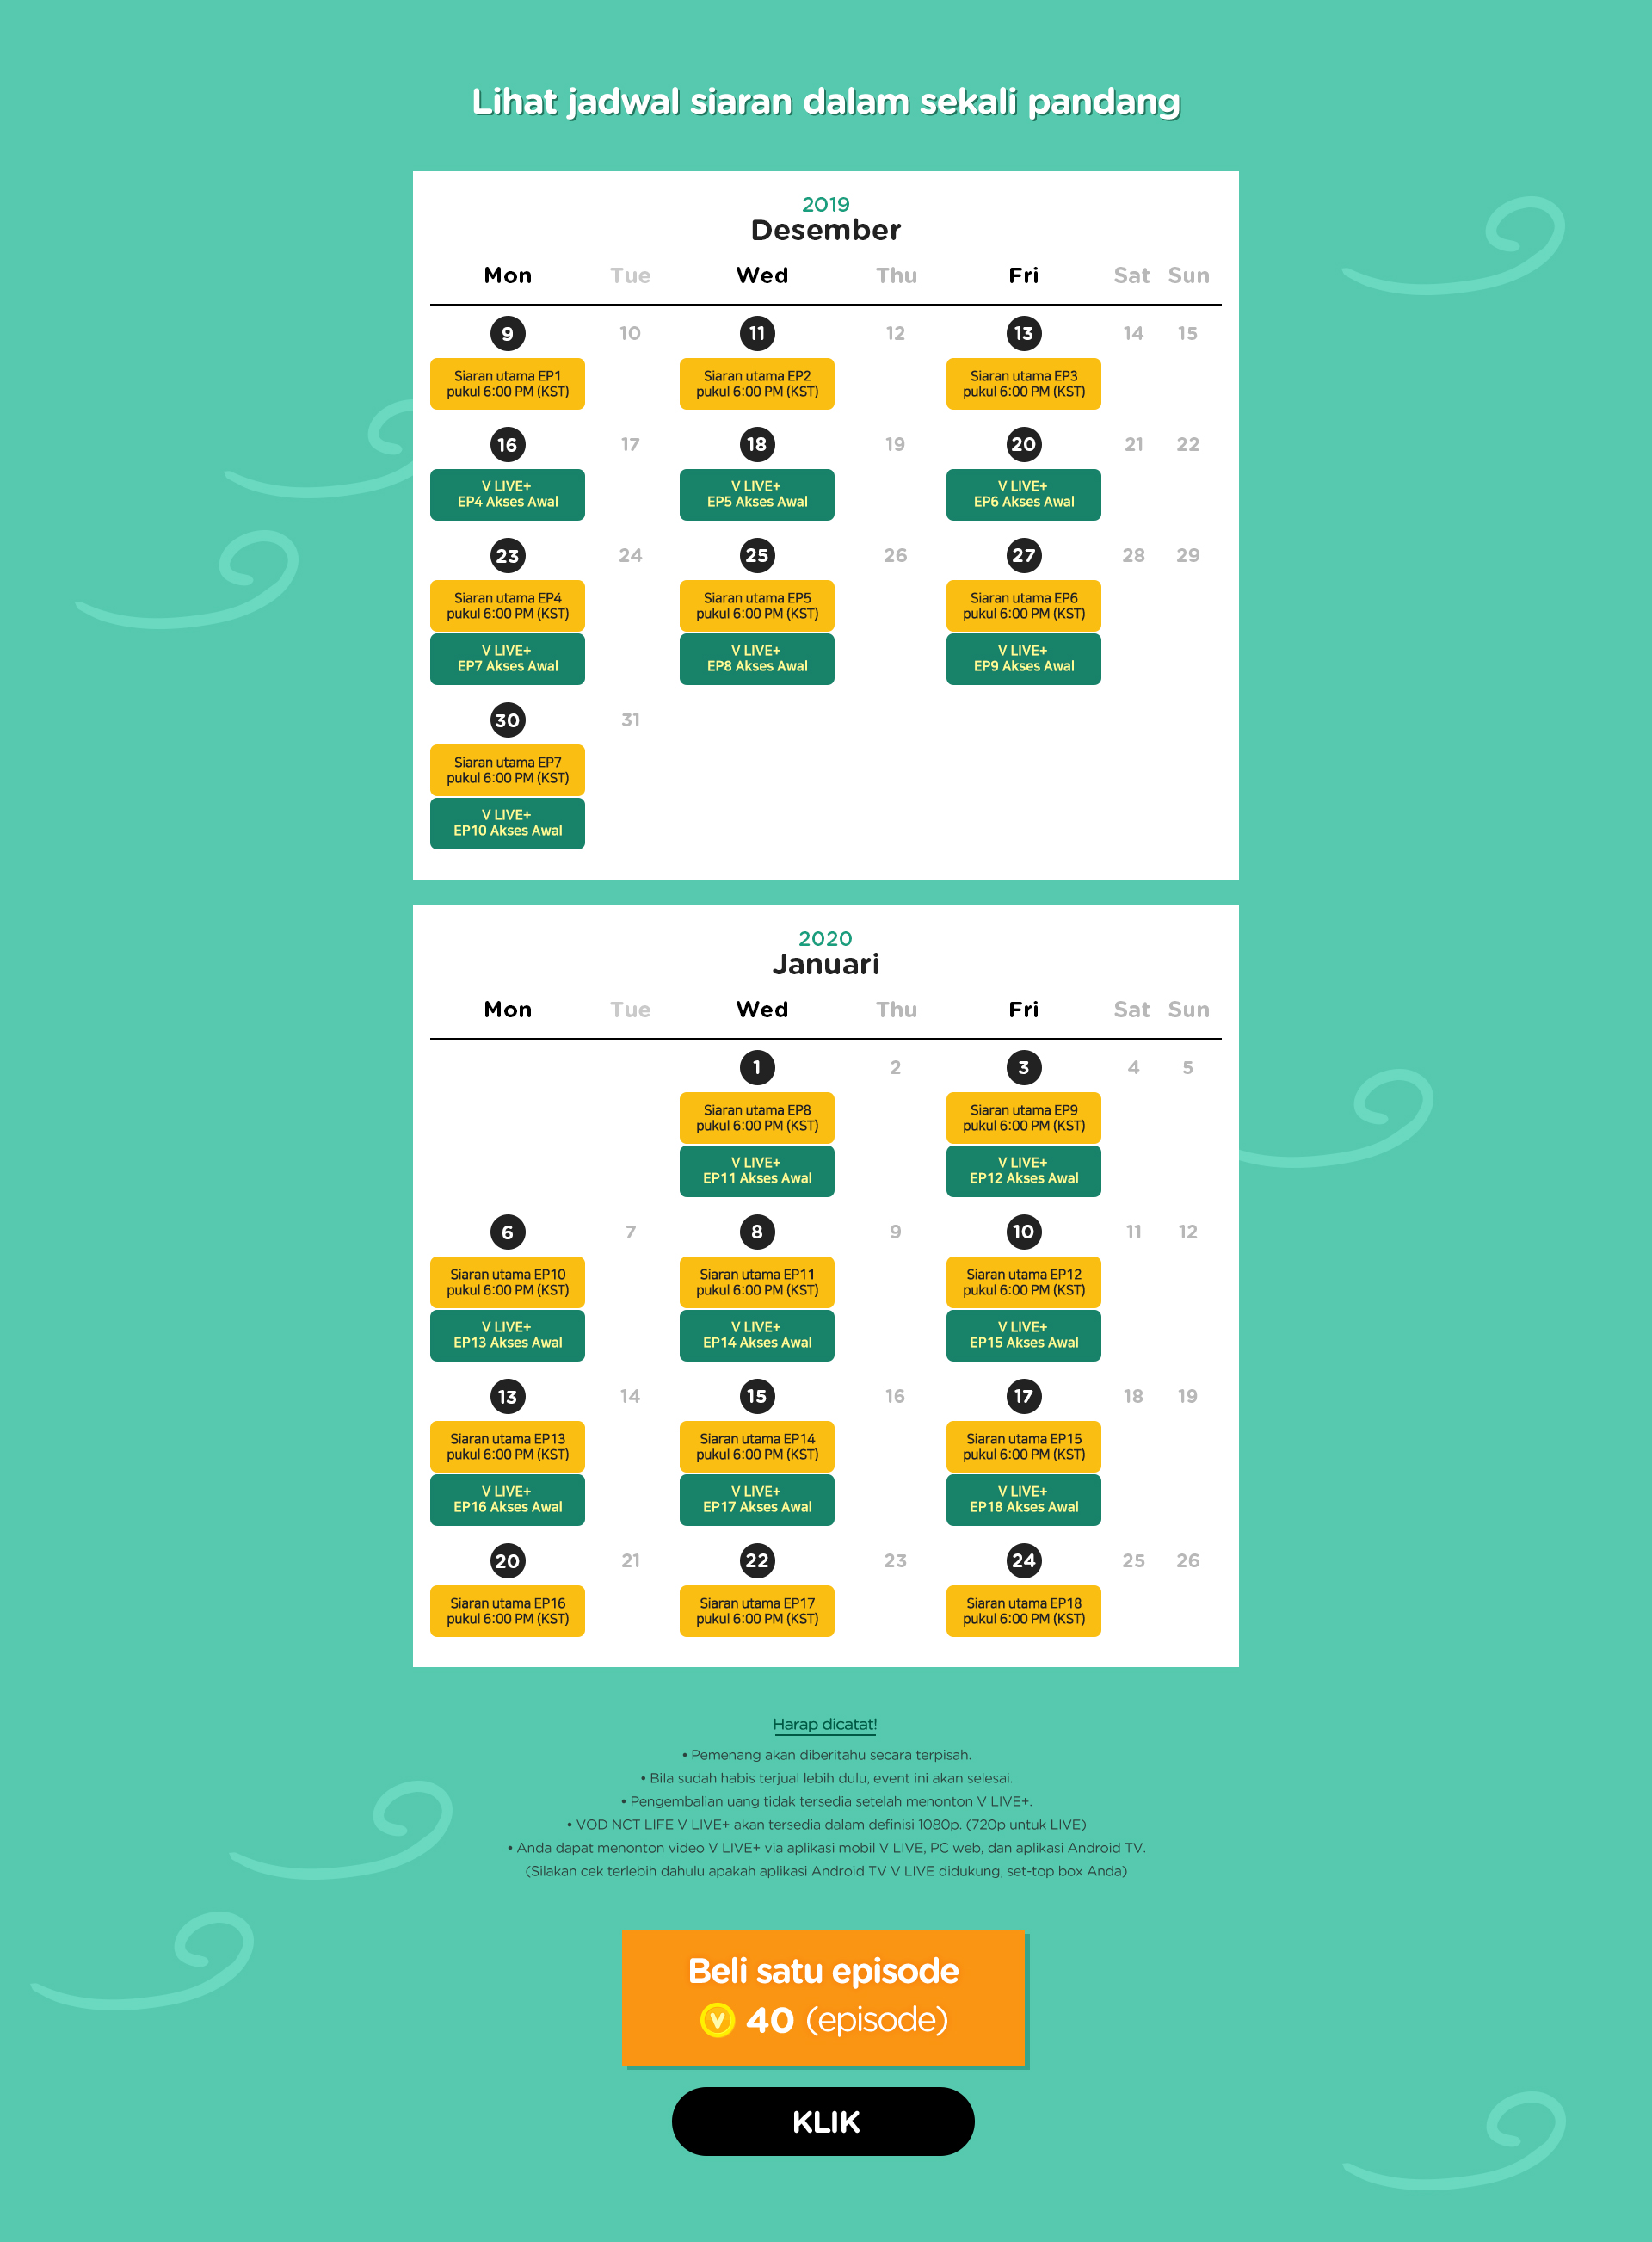 Lihat jadwal siaran dalam sekali pandang
2019
Desember
Mon Tue Wed Thu Fri Sat Sun
9 10 11 12 13 14 15
Siaran utama EP1 Siaran utama EP2 Siaran utama EP3
pukul 6:00 PM (KST) pukul 6:00 PM (KST) pukul 6:00 PM (KST)
16 17 18 19 20 21 22
V LIVE+ V LIVE+ V LIVE+
EP4 Akses Awal EP5 Akses Awal EP6 Akses Awal
23 24 25 26 27 28 29
Siaran utama EP4 Siaran utama EP5 Siaran utama EP6
pukul 6:00 PM (KST) pukul 6:00 PM (KST) pukul 6:00 PM (KST)
V LIVE+ V LIVE+ V LIVE+
EP7 Akses Awal EP8 Akses Awal EP9 Akses Awal
30 31
Siaran utama EP7
pukul 6:00 PM (KST)
V LIVE+
EP10 Akses Awal
2020
Januari
Mon Tue Wed Thu Fri Sat Sun
1 2 3 4 5
Siaran utama EP8 Siaran utama EP9
pukul 6:00 PM (KST) pukul 6:00 PM (KST)
V LIVE+ V LIVE+
EP11 Akses Awal EP12 Akses Awal
6 7 8 9 10 11 12
Siaran utama EP10 Siaran utama EP11 Siaran utama EP12
pukul 6:00 PM (KST) pukul 6:00 PM (KST) pukul 6:00 PM (KST)
V LIVE+ V LIVE+ V LIVE+
EP13 Akses Awal EP14 Akses Awal EP15 Akses Awal
13 14 15 16 17 18 19
Siaran utama EP13 Siaran utama EP14 Siaran utama EP15
pukul 6:00 PM (KST) pukul 6:00 PM (KST) pukul 6:00 PM (KST)
V LIVE+ V LIVE+ V LIVE+
EP16 Akses Awal EP17 Akses Awal EP18 Akses Awal
20 21 22 23 24 25 26
Siaran utama EP16 Siaran utama EP17 Siaran utama EP18
pukul 6:00 PM (KST) pukul 6:00 PM (KST) pukul 6:00 PM (KST)
Harap dicatat!
• Pemenang akan diberitahu secara terpisah.
• Bila sudah habis terjual lebih dulu, event ini akan selesai.
• Pengembalian uang tidak tersedia setelah menonton V LIVE+.
• VOD NCT LIFE V LIVE+ akan tersedia dalam definisi 1080p. (720p untuk LIVE)
• Anda dapat menonton video V LIVE+ via aplikasi mobil V LIVE, PC web, dan aplikasi Android TV.
(Silakan cek terlebih dahulu apakah aplikasi Android TV V LIVE didukung, set-top box Anda)
Beli satu episode
V 40 (episode)
KLIK